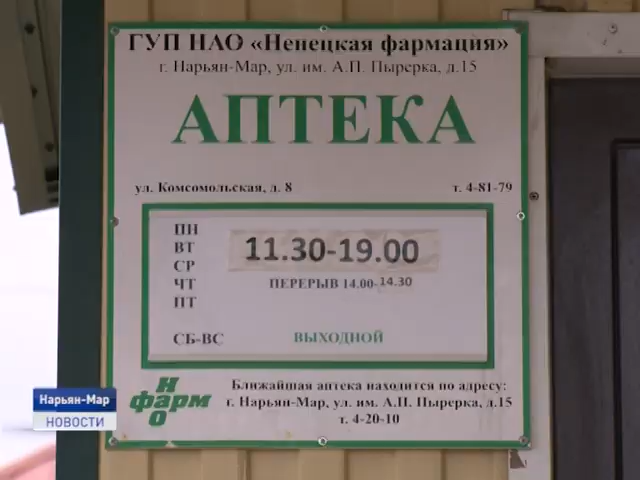 ГУП НАО «Ненецкая фармация»
г. Нарьян-Мар, ул. им. А.П. Пырерка, д.15
АПТЕКА
ул. Комсомольская, д. 8 т. 4-81-79
ПН
ВТ
СР
ЧТ
ПТ
11.30-19.00
ПЕРЕРЫВ 14.00-14.30
СБ-ВС ВЫХОДНОЙ
НАО
фарм
Ближайшая аптека находится по адресу:
г. Нарьян-Мар, ул. им. А.П. Пырерка, д.15
т. 4-20-10
Нарьян-Мар
НОВОСТИ